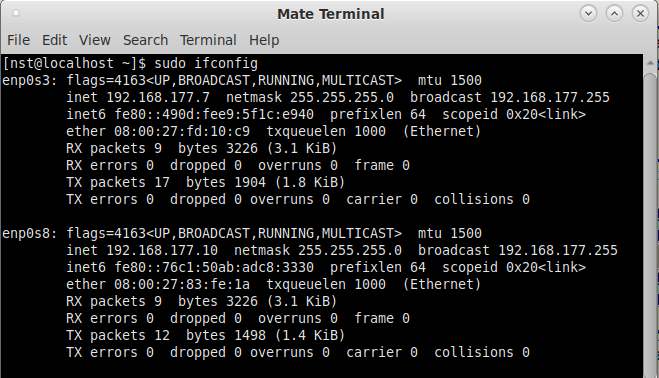 Mate Terminal
File Edit View Search Terminal Help
[nst@localhost ~]$ sudo ifconfig
enp0s3: flags=4163<UP,BROADCAST,RUNNING,MULTICAST>  mtu 1500
        inet 192.168.177.7  netmask 255.255.255.0  broadcast 192.168.177.255
        inet6 fe80::490d:fee9:5f1c:e940  prefixlen 64  scopeid 0x20<link>
        ether 08:00:27:fd:10:c9  txqueuelen 1000  (Ethernet)
        RX packets 9  bytes 3226 (3.1 KiB)
        RX errors 0  dropped 0  overruns 0  frame 0
        TX packets 17  bytes 1904 (1.8 KiB)
        TX errors 0  dropped 0 overruns 0  carrier 0  collisions 0
enp0s8: flags=4163<UP,BROADCAST,RUNNING,MULTICAST>  mtu 1500
        inet 192.168.177.10  netmask 255.255.255.0  broadcast 192.168.177.255
        inet6 fe80::76c1:50ab:adc8:3330  prefixlen 64  scopeid 0x20<link>
        ether 08:00:27:83:fe:1a  txqueuelen 1000  (Ethernet)
        RX packets 9  bytes 3226 (3.1 KiB)
        RX errors 0  dropped 0  overruns 0  frame 0
        TX packets 12  bytes 1498 (1.4 KiB)
        TX errors 0  dropped 0 overruns 0  carrier 0  collisions 0